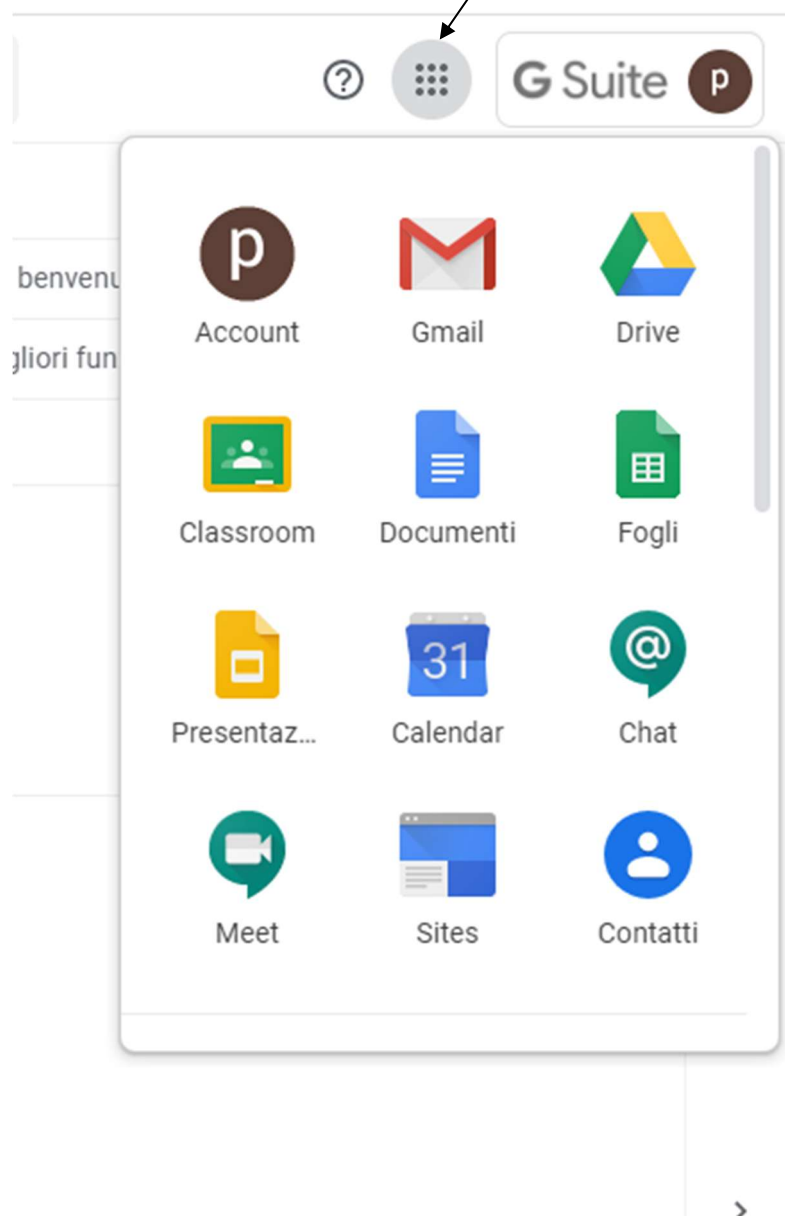 G Suite p
p
Account Gmail Drive
benvenu
gliori fun
Classroom Documenti Fogli
31 @
Presentaz... Calendar Chat
Meet Sites Contatti